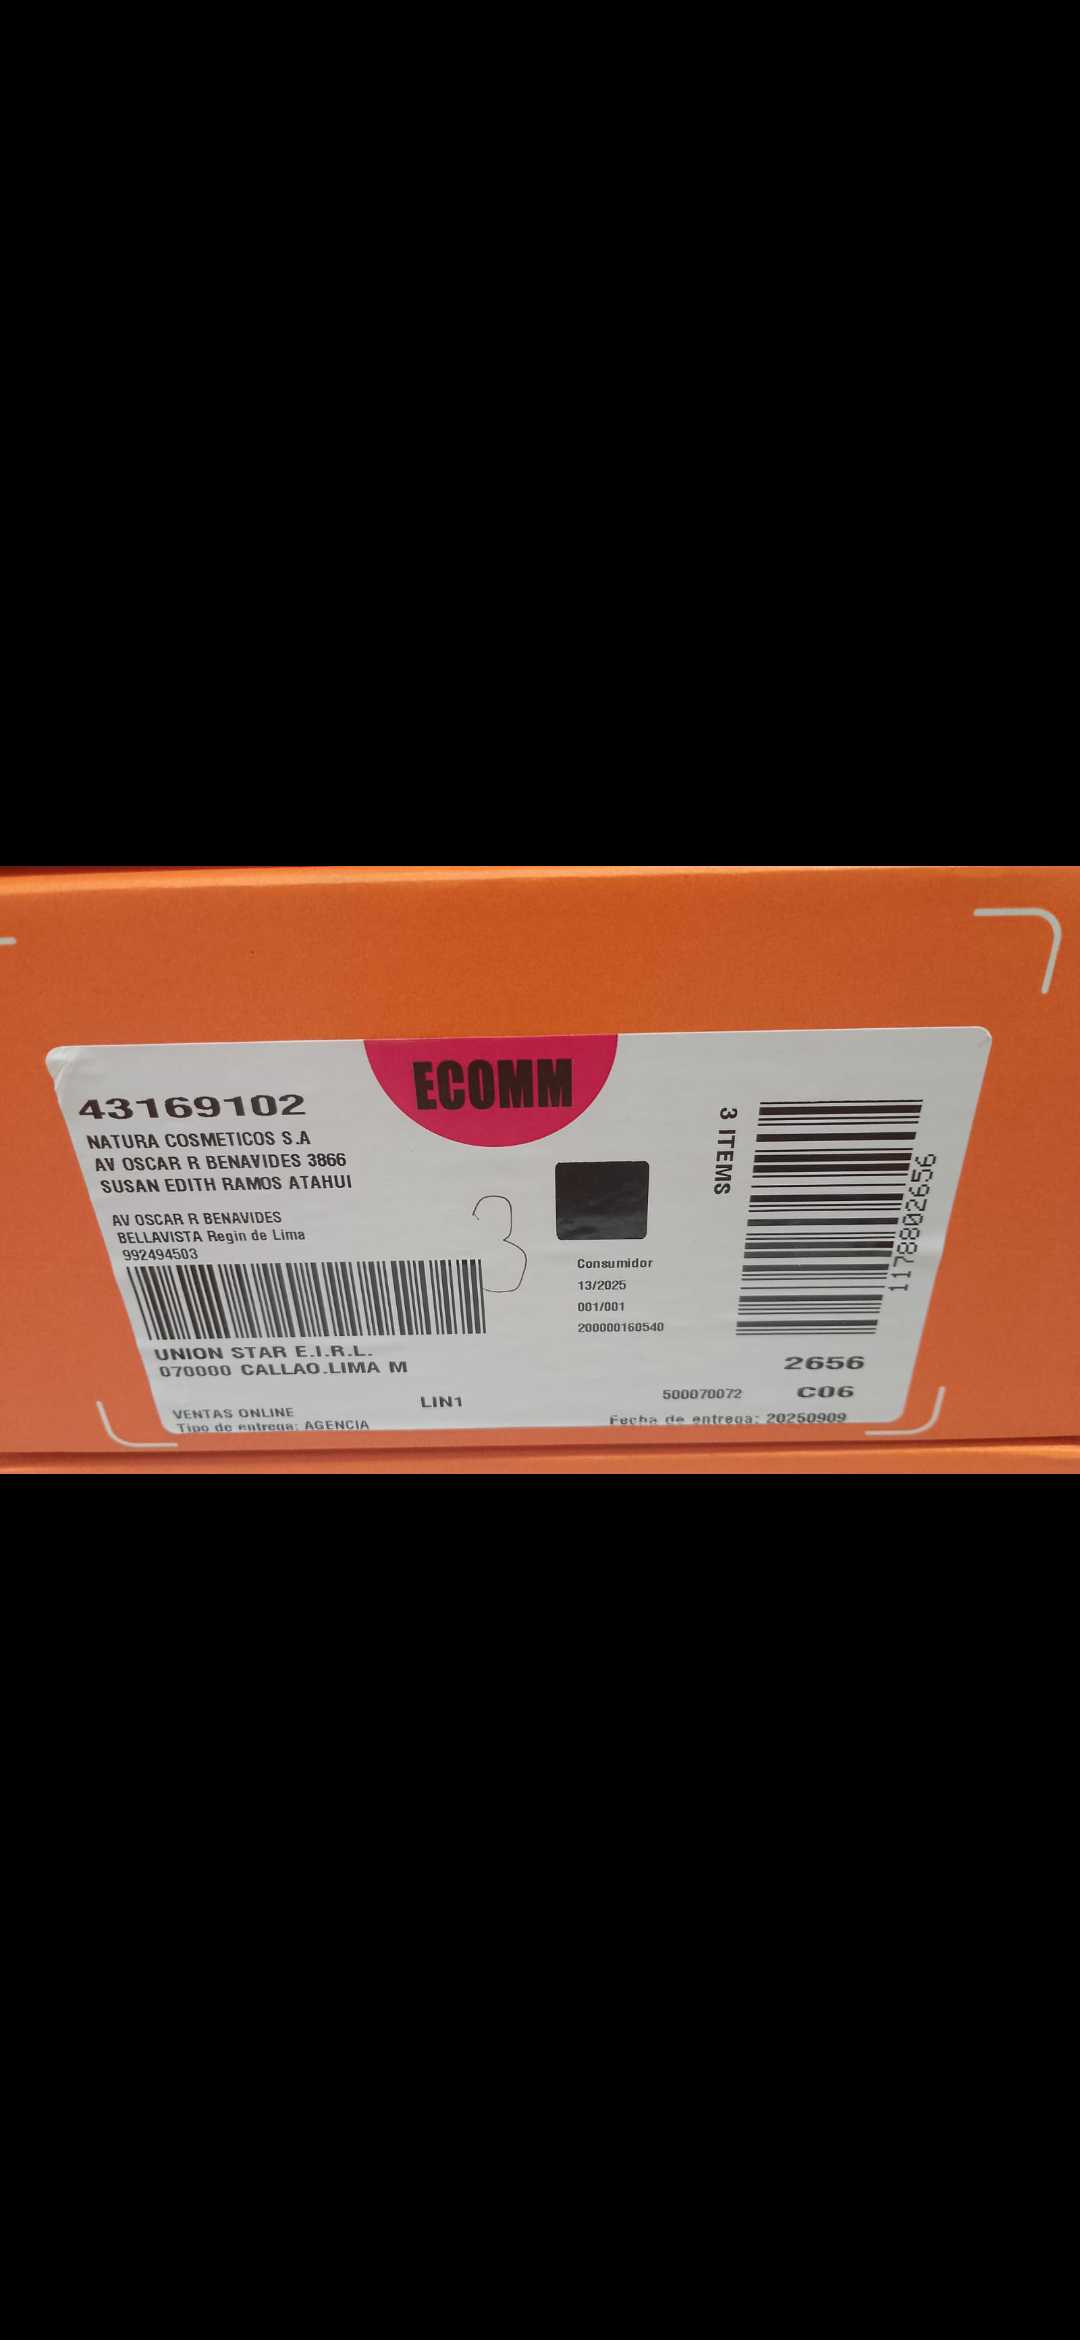 ECOMM
43169102
NATURA COSMETICOS S.A
AV OSCAR R BENAVIDES 3866
SUSAN EDITH RAMOS ATAHUI
AV OSCAR R BENAVIDES
BELLAVISTA Regin de Lima
992494503
3
UNION STAR E.I.R.L.
070000 CALLAO.LIMA M
LIN1
VENTAS ONLINE
Tipo de entrega: AGENCIA
Consumidor
13/2025
001/001
200000160540
3 ITEMS
1178802656
2656
500070072 C06
Fecha de entrega: 20250909